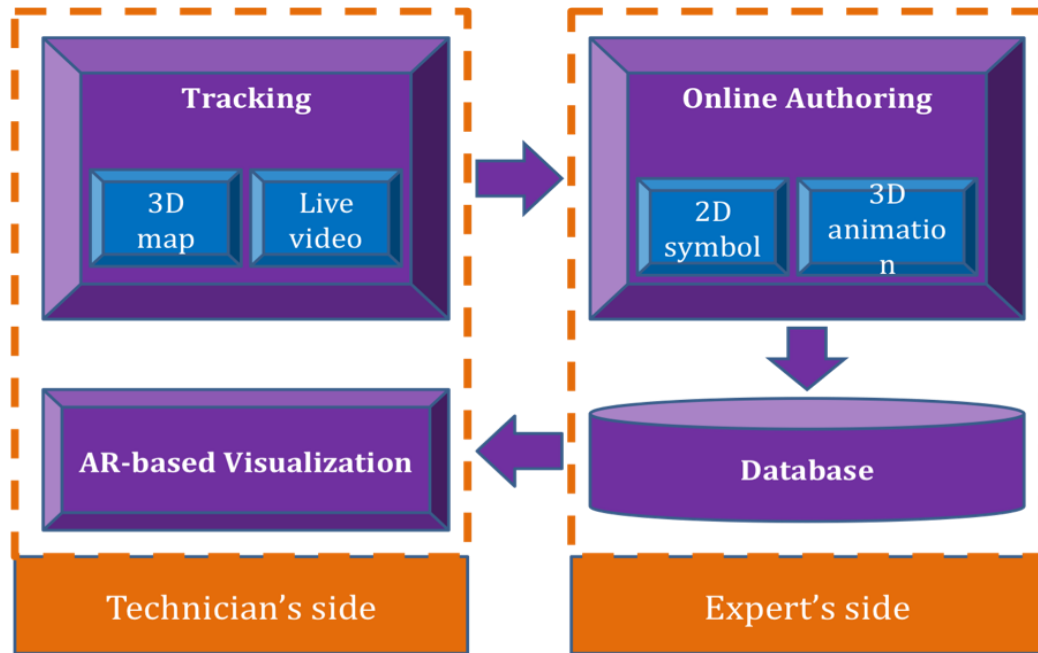 Tracking
3D
map
Live
video
AR-based Visualization
Technician's side
Online Authoring
2D
symbol
3D
animatio
n
Database
Expert's side